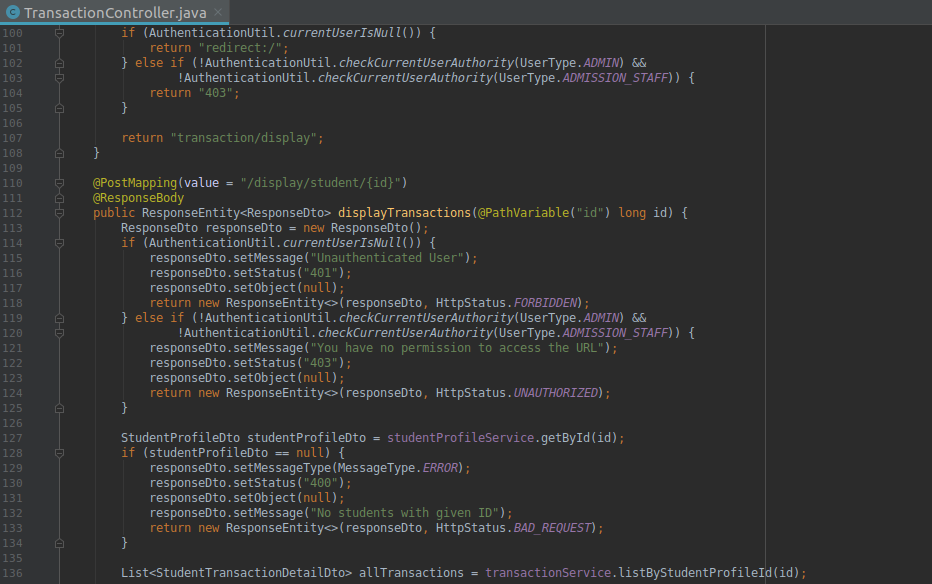 TransactionController.java
100 if (AuthenticationUtil.currentUserIsNull()) {
101 return "redirect:/";
102 } else if (!AuthenticationUtil.checkCurrentUserAuthority(UserType.ADMIN) &&
103 !AuthenticationUtil.checkCurrentUserAuthority(UserType.ADMISSION_STAFF)) {
104 return "403";
105 }
106
107 return "transaction/display";
108 }
109
110 @PostMapping(value = "/display/student/{id}")
111 @ResponseBody
112 public ResponseEntity<ResponseDto> displayTransactions(@PathVariable("id") long id) {
113 ResponseDto responseDto = new ResponseDto();
114 if (AuthenticationUtil.currentUserIsNull()) {
115 responseDto.setMessage("Unauthenticated User");
116 responseDto.setStatus("401");
117 responseDto.setObject(null);
118 return new ResponseEntity<>(responseDto, HttpStatus.FORBIDDEN);
119 } else if (!AuthenticationUtil.checkCurrentUserAuthority(UserType.ADMIN) &&
120 !AuthenticationUtil.checkCurrentUserAuthority(UserType.ADMISSION_STAFF)) {
121 responseDto.setMessage("You have no permission to access the URL");
122 responseDto.setStatus("403");
123 responseDto.setObject(null);
124 return new ResponseEntity<>(responseDto, HttpStatus.UNAUTHORIZED);
125 }
126
127 StudentProfileDto studentProfileDto = studentProfileService.getById(id);
128 if (studentProfileDto == null) {
129 responseDto.setMessageType(MessageType.ERROR);
130 responseDto.setStatus("400");
131 responseDto.setObject(null);
132 responseDto.setMessage("No students with given ID");
133 return new ResponseEntity<>(responseDto, HttpStatus.BAD_REQUEST);
134 }
135
136 List<StudentTransactionDetailDto> allTransactions = transactionService.listByStudentProfileId(id);